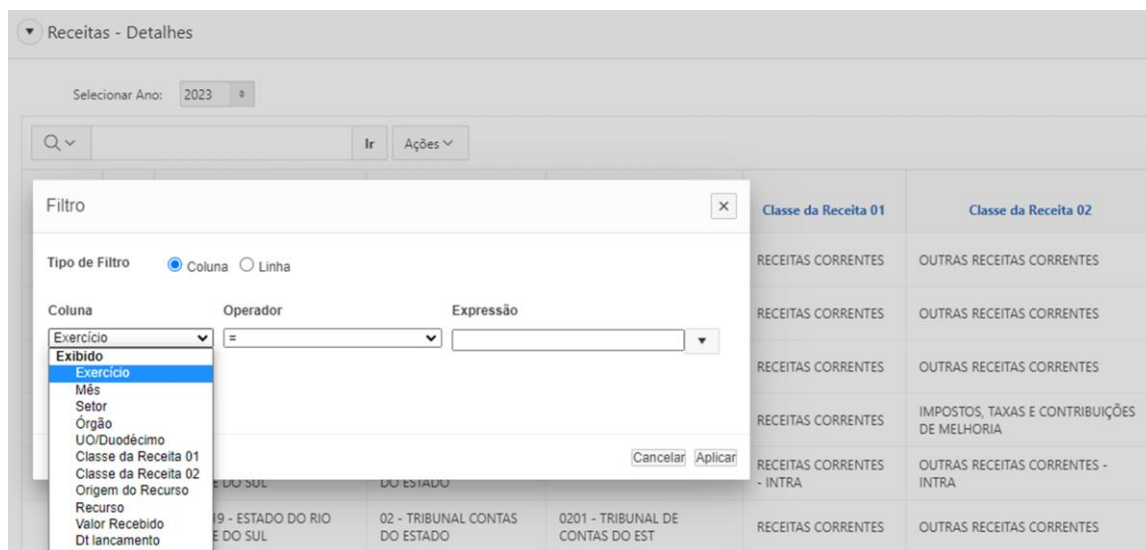 Receitas - Detalhes
Selecionar Ano: 2023
Ir Ações
Filtro
Classe da Receita 01 Classe da Receita 02
Tipo de Filtro Coluna Linha
RECEITAS CORRENTES OUTRAS RECEITAS CORRENTES
Coluna Operador Expressão
Exercício =
RECEITAS CORRENTES OUTRAS RECEITAS CORRENTES
Exibido
Exercício
Mês
Setor
Órgão
UO/Duodécimo
Classe da Receita 01
Classe da Receita 02
Origem do Recurso
Recurso
Valor Recebido
Dt lancamento
RECEITAS CORRENTES OUTRAS RECEITAS CORRENTES
RECEITAS CORRENTES IMPOSTOS, TAXAS E CONTRIBUIÇÕES
DE MELHORIA
Cancelar Aplicar
RECEITAS CORRENTES
- INTRA
OUTRAS RECEITAS CORRENTES -
INTRA
E DO SUL DO ESTADO
19 - ESTADO DO RIO
E DO SUL
02 - TRIBUNAL CONTAS
DO ESTADO
0201 - TRIBUNAL DE
CONTAS DO EST
RECEITAS CORRENTES OUTRAS RECEITAS CORRENTES